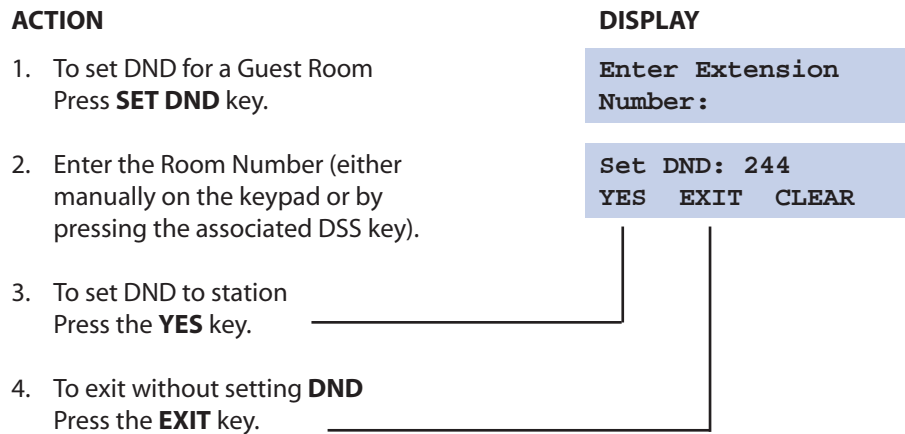 ACTION
DISPLAY
1. To set DND for a Guest Room
Press SET DND key.
Enter Extension
Number:
2. Enter the Room Number (either
manually on the keypad or by
pressing the associated DSS key).
Set DND: 244
YES EXIT CLEAR
3. To set DND to station
Press the YES key.
4. To exit without setting DND
Press the EXIT key.